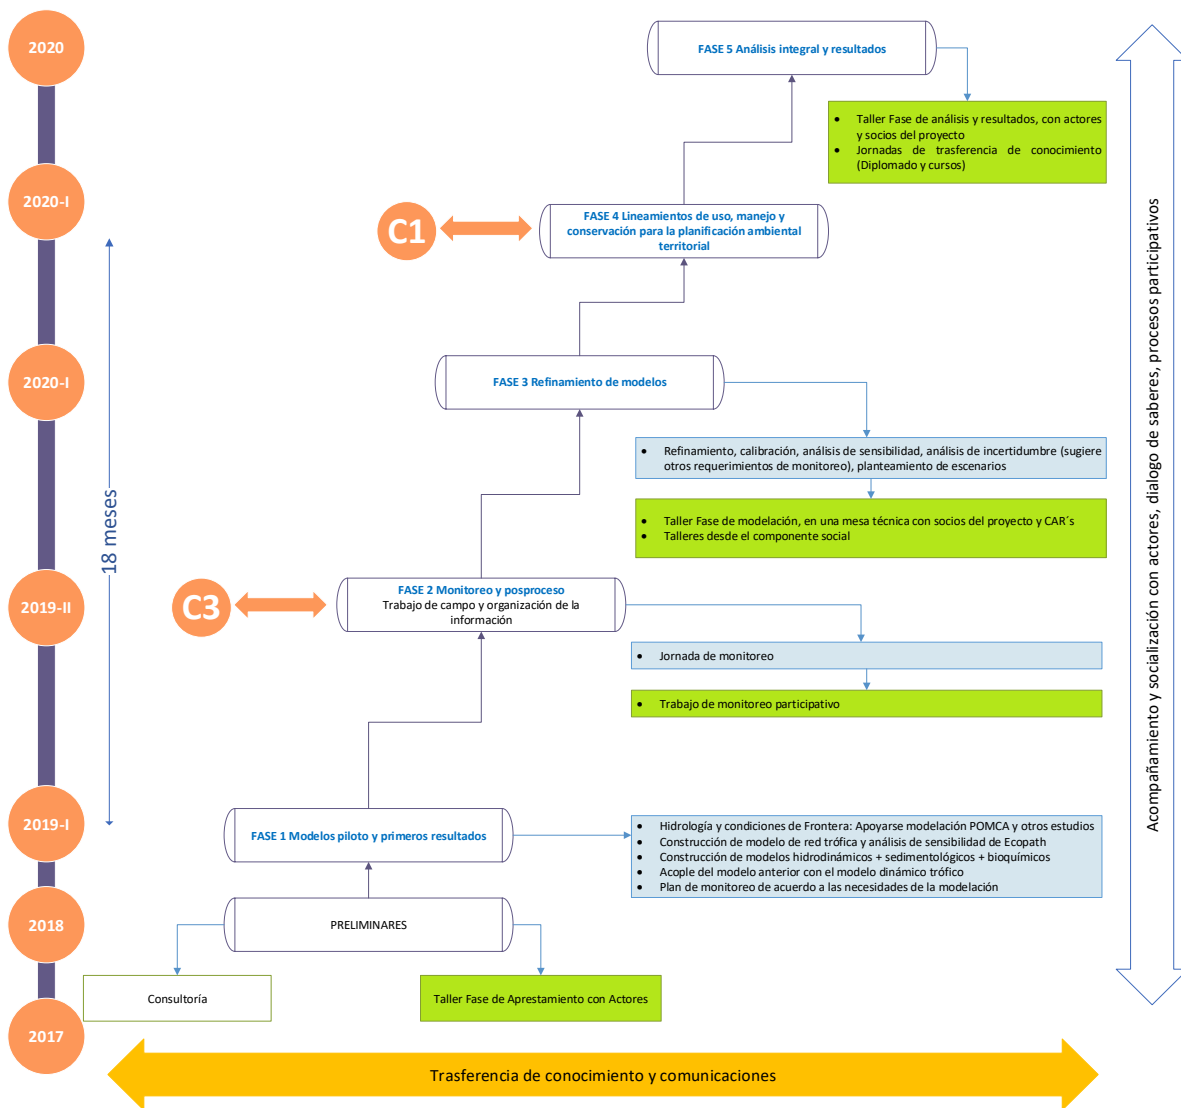 2020
FASE 5 Análisis integral y resultados
• Taller Fase de análisis y resultados, con actores
y socios del proyecto
• Jornadas de trasferencia de conocimiento
(Diplomado y cursos)
2020-I
C1
FASE 4 Lineamientos de uso, manejo y
conservación para la planificación ambiental
territorial
2020-I
FASE 3 Refinamiento de modelos
• Refinamiento, calibración, análisis de sensibilidad, análisis de incertidumbre (sugiere
otros requerimientos de monitoreo), planteamiento de escenarios
• Taller Fase de modelación, en una mesa técnica con socios del proyecto y CAR´s
• Talleres desde el componente social
18 meses
2019-II
C3
FASE 2 Monitoreo y posproceso
Trabajo de campo y organización de la
información
• Jornada de monitoreo
• Trabajo de monitoreo participativo
2019-I
FASE 1 Modelos piloto y primeros resultados
• Hidrología y condiciones de Frontera: Apoyarse modelación POMCA y otros estudios
• Construcción de modelo de red trófica y análisis de sensibilidad de Ecopath
• Construcción de modelos hidrodinámicos + sedimentológicos + bioquímicos
• Acople del modelo anterior con el modelo dinámico trófico
• Plan de monitoreo de acuerdo a las necesidades de la modelación
2018
PRELIMINARES
Consultoría
Taller Fase de Aprestamiento con Actores
2017
Acompañamiento y socialización con actores, dialogo de saberes, procesos participativos
Trasferencia de conocimiento y comunicaciones